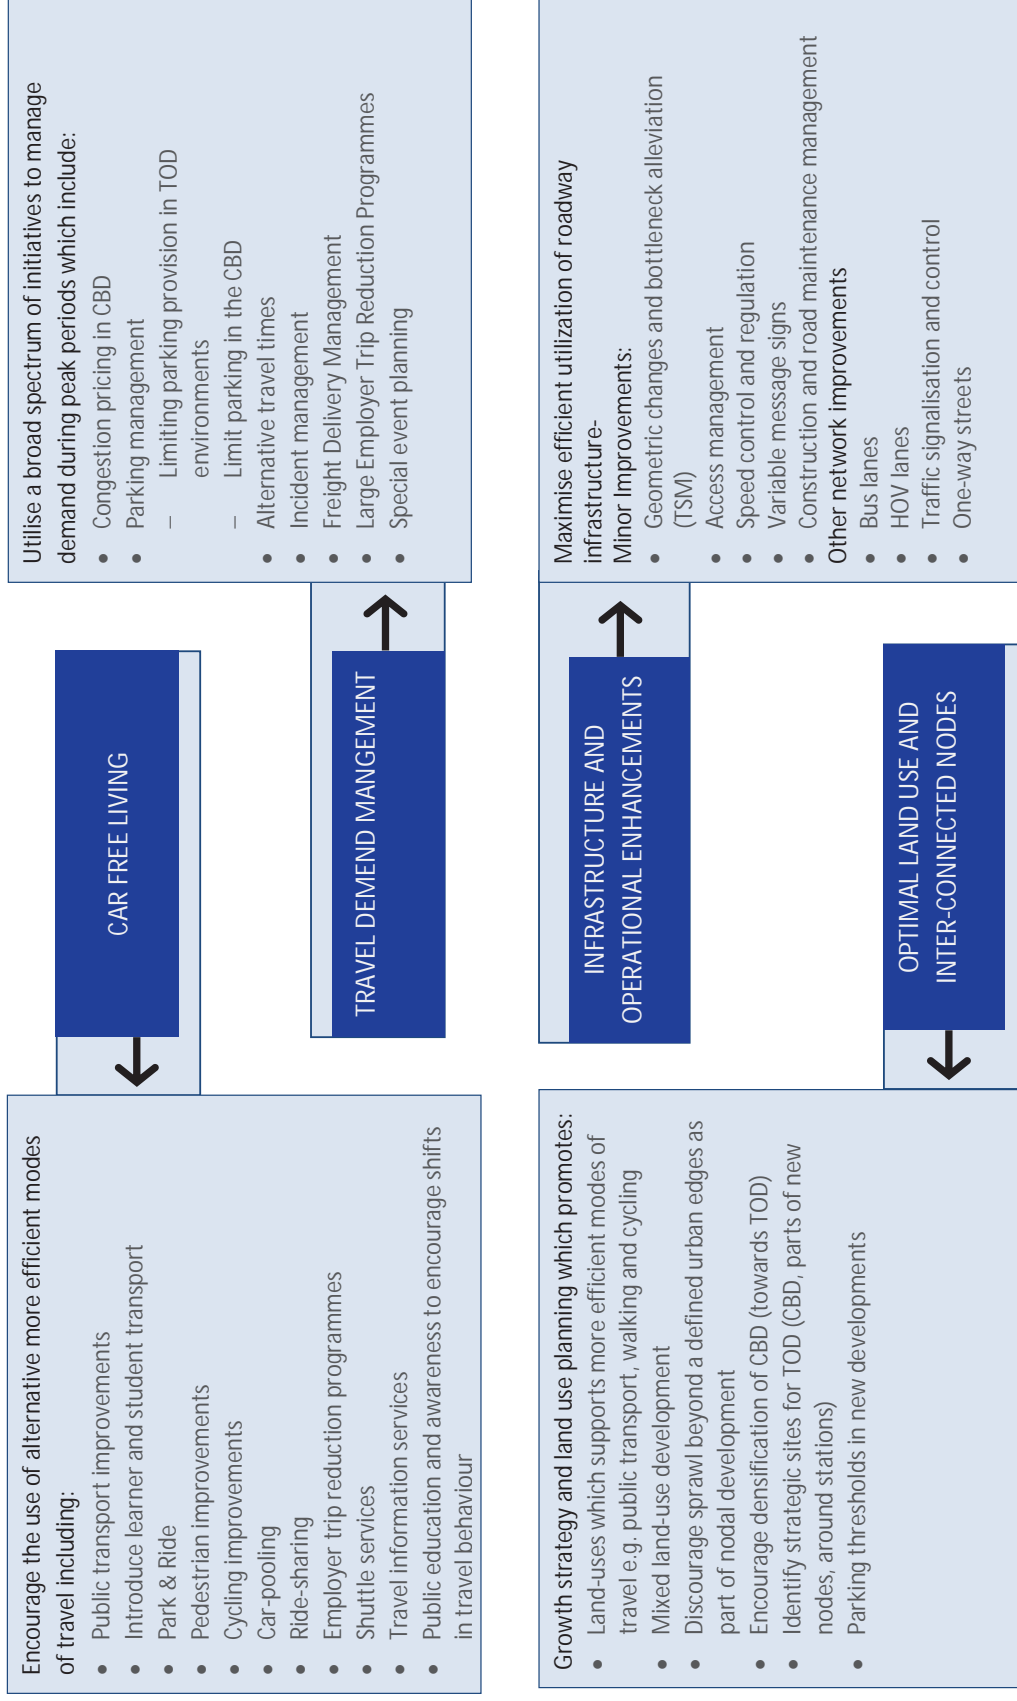 Encourage the use of alternative more efficient modes
of travel including:
• Public transport improvements
• Introduce learner and student transport
• Park & Ride
• Pedestrian improvements
• Cycling improvements
• Car-pooling
• Ride-sharing
• Employer trip reduction programmes
• Shuttle services
• Travel information services
• Public education and awareness to encourage shifts
in travel behaviour
CAR FREE LIVING
TRAVEL DEMEND MANGEMENT
Utilise a broad spectrum of initiatives to manage
demand during peak periods which include:
• Congestion pricing in CBD
• Parking management
– Limiting parking provision in TOD
environments
– Limit parking in the CBD
• Alternative travel times
• Incident management
• Freight Delivery Management
• Large Employer Trip Reduction Programmes
• Special event planning
Growth strategy and land use planning which promotes:
• Land-uses which supports more efficient modes of
travel e.g. public transport, walking and cycling
• Mixed land-use development
• Discourage sprawl beyond a defined urban edges as
part of nodal development
• Encourage densification of CBD (towards TOD)
• Identify strategic sites for TOD (CBD, parts of new
nodes, around stations)
• Parking thresholds in new developments
INFRASTRUCTURE AND
OPERATIONAL ENHANCEMENTS
OPTIMAL LAND USE AND
INTER-CONNECTED NODES
Maximise efficient utilization of roadway
infrastructure-
Minor Improvements:
• Geometric changes and bottleneck alleviation
(TSM)
• Access management
• Speed control and regulation
• Variable message signs
• Construction and road maintenance management
Other network improvements
• Bus lanes
• HOV lanes
• Traffic signalisation and control
• One-way streets